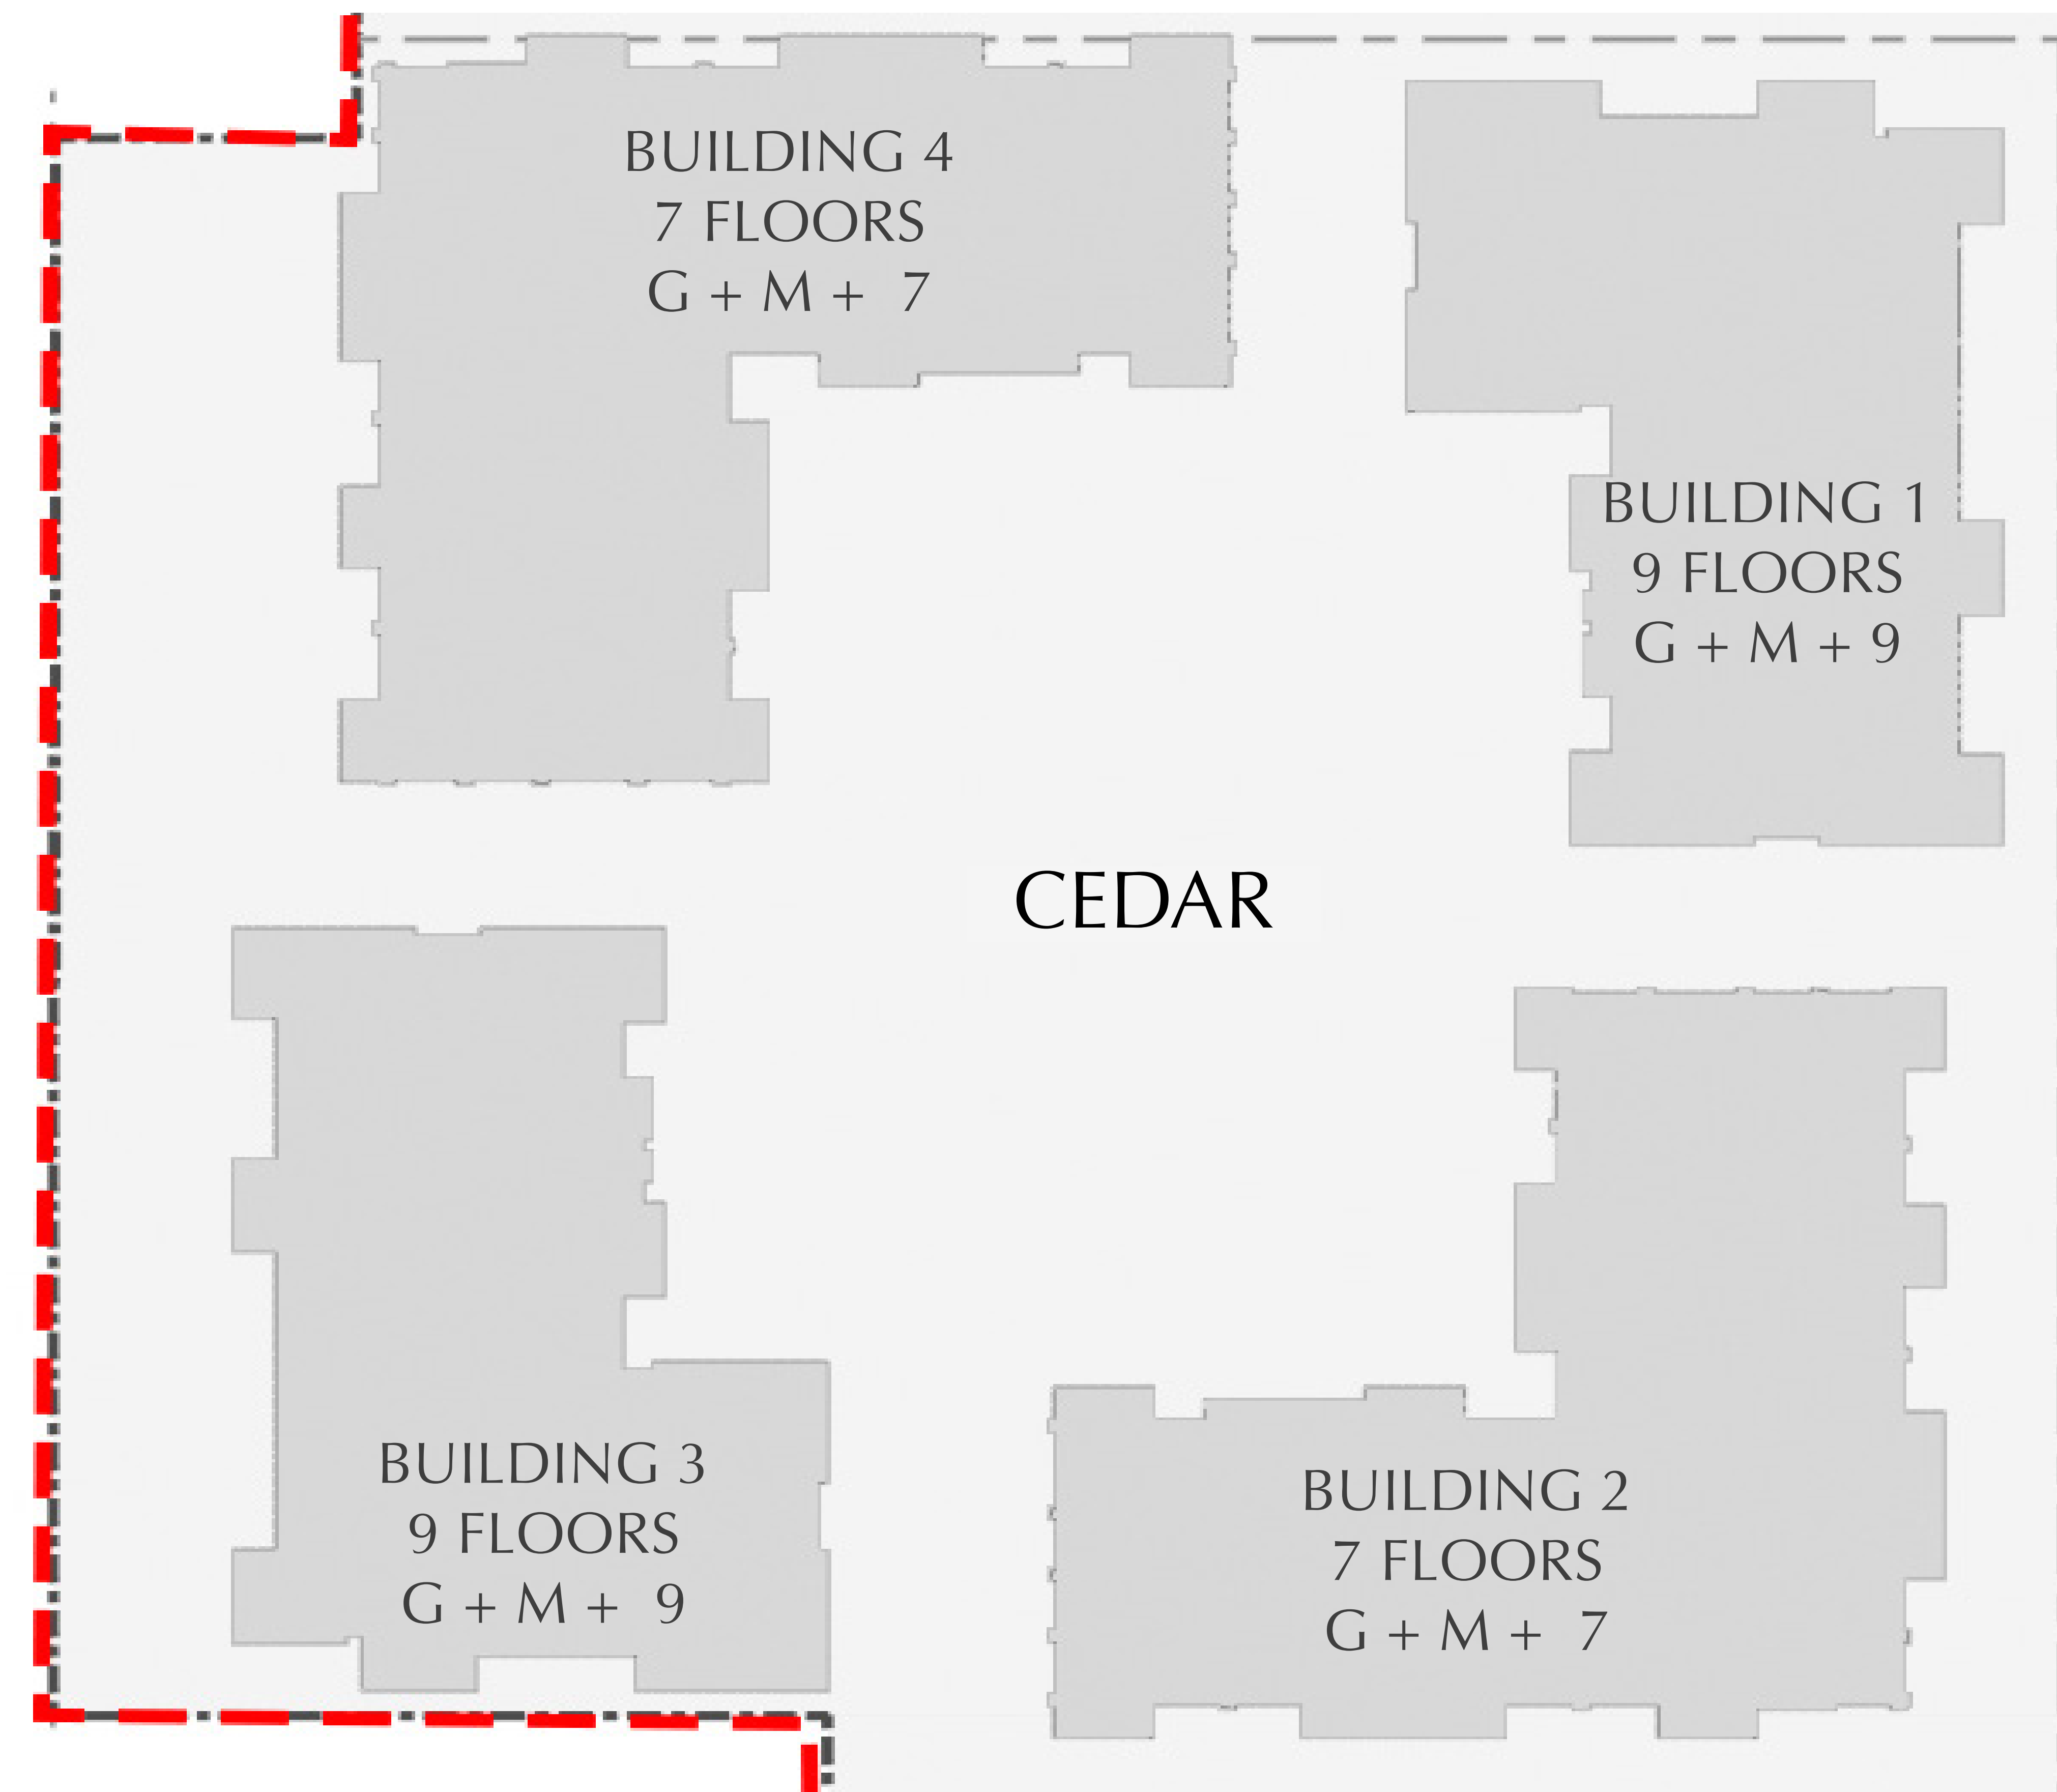 BUILDING 4
7 FLOORS
G + M + 7
BUILDING 1
9 FLOORS
G + M + 9
CEDAR
BUILDING 3
9 FLOORS
G + M + 9
BUILDING 2
7 FLOORS
G + M + 7